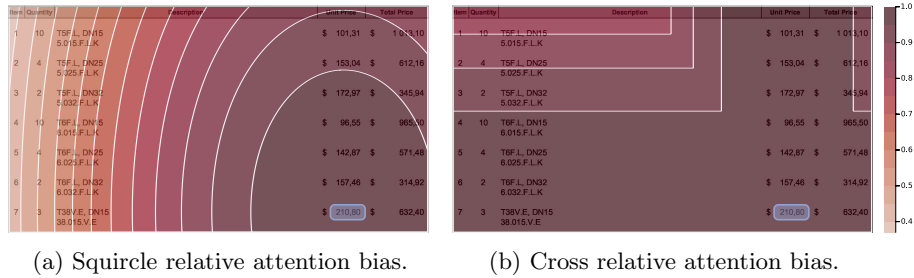 Item Quantity Description Unit Price Total Price
1 10 T5F.L, DN15 $ 101,31 $ 1 013,10
5.015.F.L.K
2 4 T5F.L, DN25 $ 153,04 $ 612,16
5.025.F.L.K
3 2 T5F.L, DN32 $ 172,97 $ 345,94
5.032.F.L.K
4 10 T6F.L, DN15 $ 96,55 $ 965,50
6.015.F.L.K
5 4 T6F.L, DN25 $ 142,87 $ 571,48
6.025.F.L.K
6 2 T6F.L, DN32 $ 157,46 $ 314,92
6.032.F.L.K
7 3 T38V.E, DN15 $ 210,80 $ 632,40
38.015.V.E
(a) Squircle relative attention bias.
Item Quantity Description Unit Price Total Price
1 10 T5F.L, DN15 $ 101,31 $ 1 013,10
5.015.F.L.K
2 4 T5F.L, DN25 $ 153,04 $ 612,16
5.025.F.L.K
3 2 T5F.L, DN32 $ 172,97 $ 345,94
5.032.F.L.K
4 10 T6F.L, DN15 $ 96,55 $ 965,50
6.015.F.L.K
5 4 T6F.L, DN25 $ 142,87 $ 571,48
6.025.F.L.K
6 2 T6F.L, DN32 $ 157,46 $ 314,92
6.032.F.L.K
7 3 T38V.E, DN15 $ 210,80 $ 632,40
38.015.V.E
(b) Cross relative attention bias.
1.0
0.9
0.8
0.7
0.6
0.5
0.4